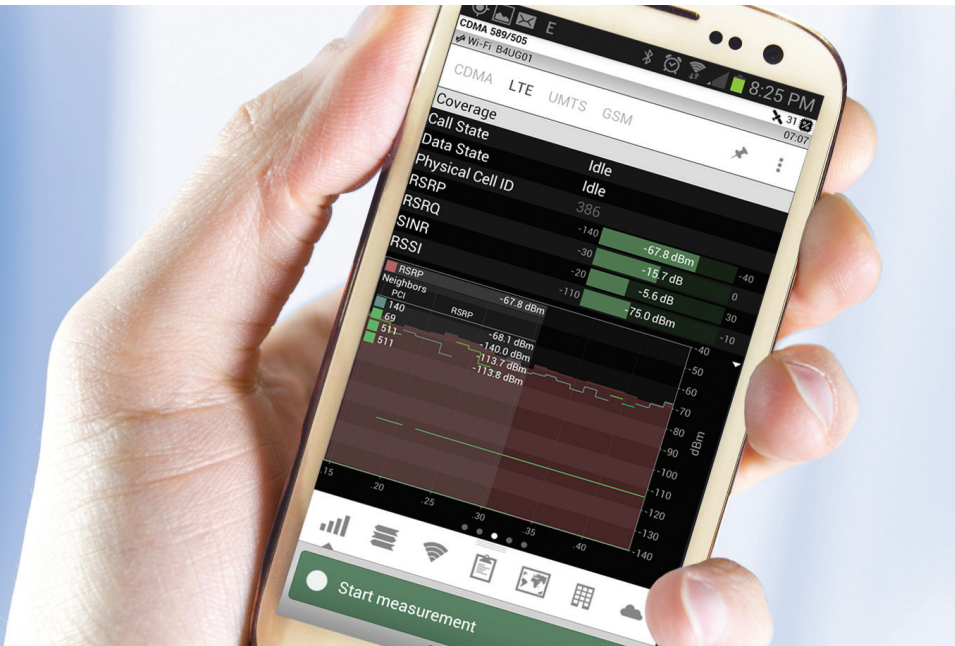 E 8:25 PM
CDMA 589/505 31
Wi-Fi B4UG01 07:07
CDMA LTE UMTS GSM
Coverage
Call State Idle
Data State Idle
Physical Cell ID 386
RSRP -140 -67.8 dBm -40
RSRQ -30 -15.7 dB 0
SINR -20 -5.6 dB 30
RSSI -110 -75.0 dBm -10
RSRP -67.8 dBm
Neighbors
PCI RSRP
140 -68.1 dBm
69 -140.0 dBm
511 -113.7 dBm
511 -113.8 dBm
-40
-50
-60
-70
-80
-90
-100
-110
-120
-130
-140
dBm
:15 :20 :25 :30 :35 :40
Start measurement